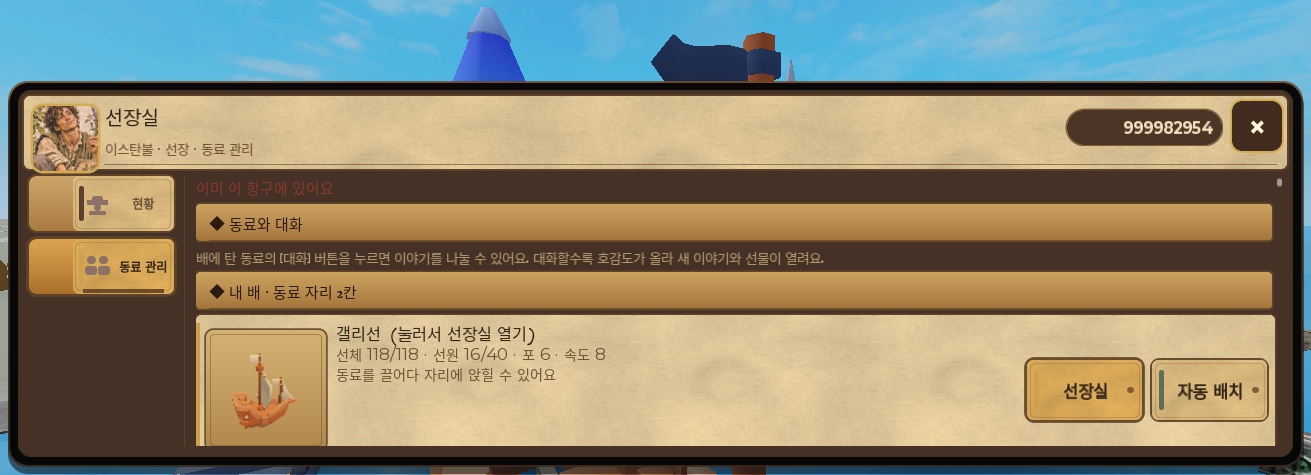 선장실
이스탄불 · 선장 · 동료 관리
999982954
현황
동료 관리
이미 이 항구에 있어요
◆ 동료와 대화
배에 탄 동료의 [대화] 버튼을 누르면 이야기를 나눌 수 있어요. 대화할수록 호감도가 올라 새 이야기와 선물이 열려요.
◆ 내 배 · 동료 자리 2칸
갤리선 (눌러서 선장실 열기)
선체 118/118 · 선원 16/40 · 포 6 · 속도 8
동료를 끌어다 자리에 앉힐 수 있어요
선장실
자동 배치